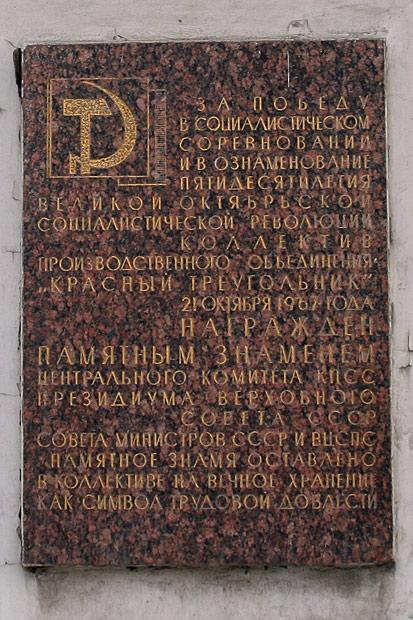 ЗА ПОБЕДУ
В СОЦИАЛИСТИЧЕСКОМ
СОРЕВНОВАНИИ
И В ОЗНАМЕНОВАНИЕ
ПЯТИДЕСЯТИЛЕТИЯ
ВЕЛИКОЙ ОКТЯБРЬСКОЙ
СОЦИАЛИСТИЧЕСКОЙ РЕВОЛЮЦИИ
КОЛЛЕКТИВ
ПРОИЗВОДСТВЕННОГО ОБЪЕДИНЕНИЯ
„КРАСНЫЙ ТРЕУГОЛЬНИК"
21 ОКТЯБРЯ 1967 ГОДА
НАГРАЖДЕН
ПАМЯТНЫМ ЗНАМЕНЕМ
ЦЕНТРАЛЬНОГО КОМИТЕТА КПСС
ПРЕЗИДИУМА ВЕРХОВНОГО
СОВЕТА СССР
СОВЕТА МИНИСТРОВ СССР И ВЦСПС
ПАМЯТНОЕ ЗНАМЯ ОСТАВЛЕНО
В КОЛЛЕКТИВЕ НА ВЕЧНОЕ ХРАНЕНИЕ
КАК СИМВОЛ ТРУДОВОЙ ДОБЛЕСТИ